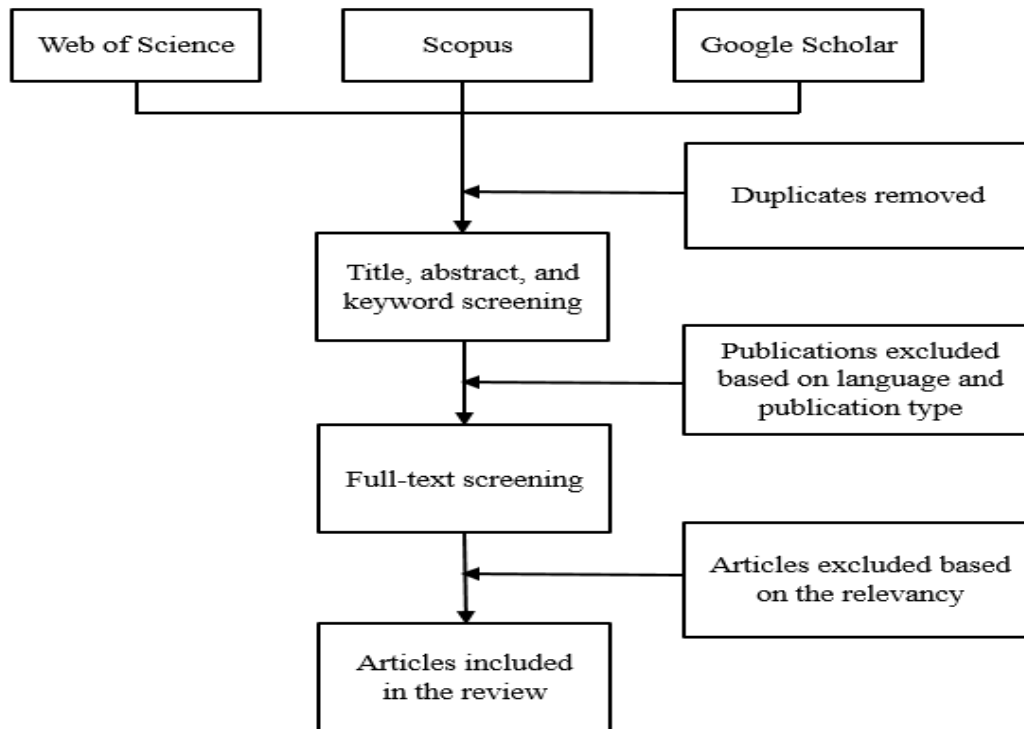 Web of Science
Scopus
Google Scholar
Duplicates removed
Title, abstract, and
keyword screening
Publications excluded
based on language and
publication type
Full-text screening
Articles excluded based
on the relevancy
Articles included
in the review